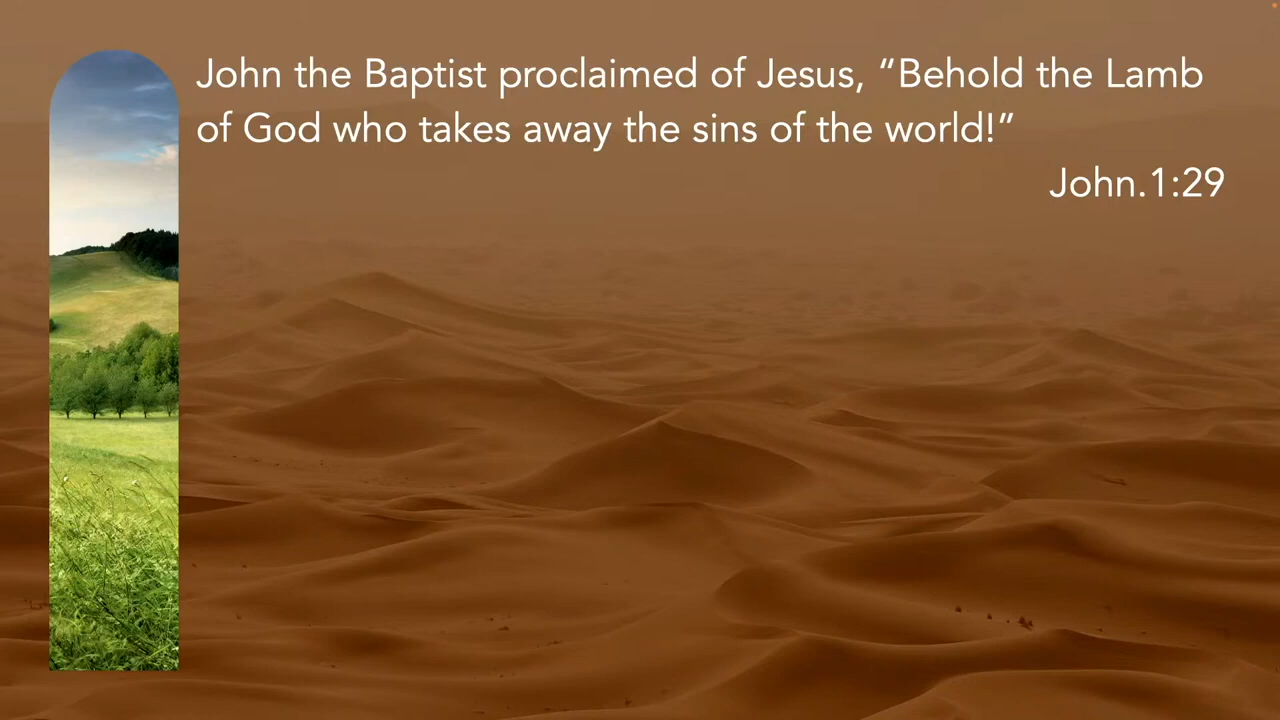 John the Baptist proclaimed of Jesus, “Behold the Lamb
of God who takes away the sins of the world!”
John.1:29